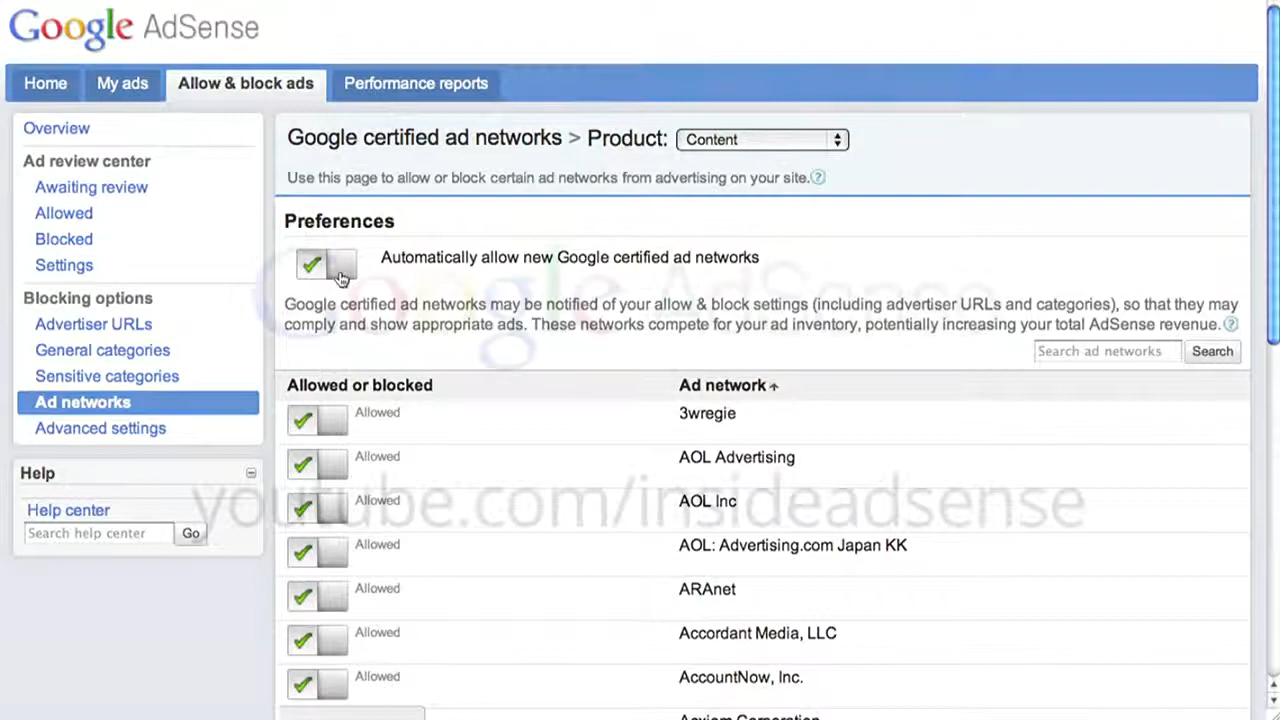 Google AdSense
Home My ads Allow & block ads Performance reports
Overview
Ad review center
Awaiting review
Allowed
Blocked
Settings
Blocking options
Advertiser URLs
General categories
Sensitive categories
Ad networks
Advanced settings
Help
Help center
Search help center Go
Google certified ad networks > Product: Content
Use this page to allow or block certain ad networks from advertising on your site. ?
Preferences
Automatically allow new Google certified ad networks
Google certified ad networks may be notified of your allow & block settings (including advertiser URLs and categories), so that they may
comply and show appropriate ads. These networks compete for your ad inventory, potentially increasing your total AdSense revenue. ?
Search ad networks Search
Allowed or blocked Ad network
Allowed 3wregie
Allowed AOL Advertising
Allowed AOL Inc
Allowed AOL: Advertising.com Japan KK
Allowed ARAnet
Allowed Accordant Media, LLC
Allowed AccountNow, Inc.
Acxiom Corporation
Google AdSense
youtube.com/insideadsense